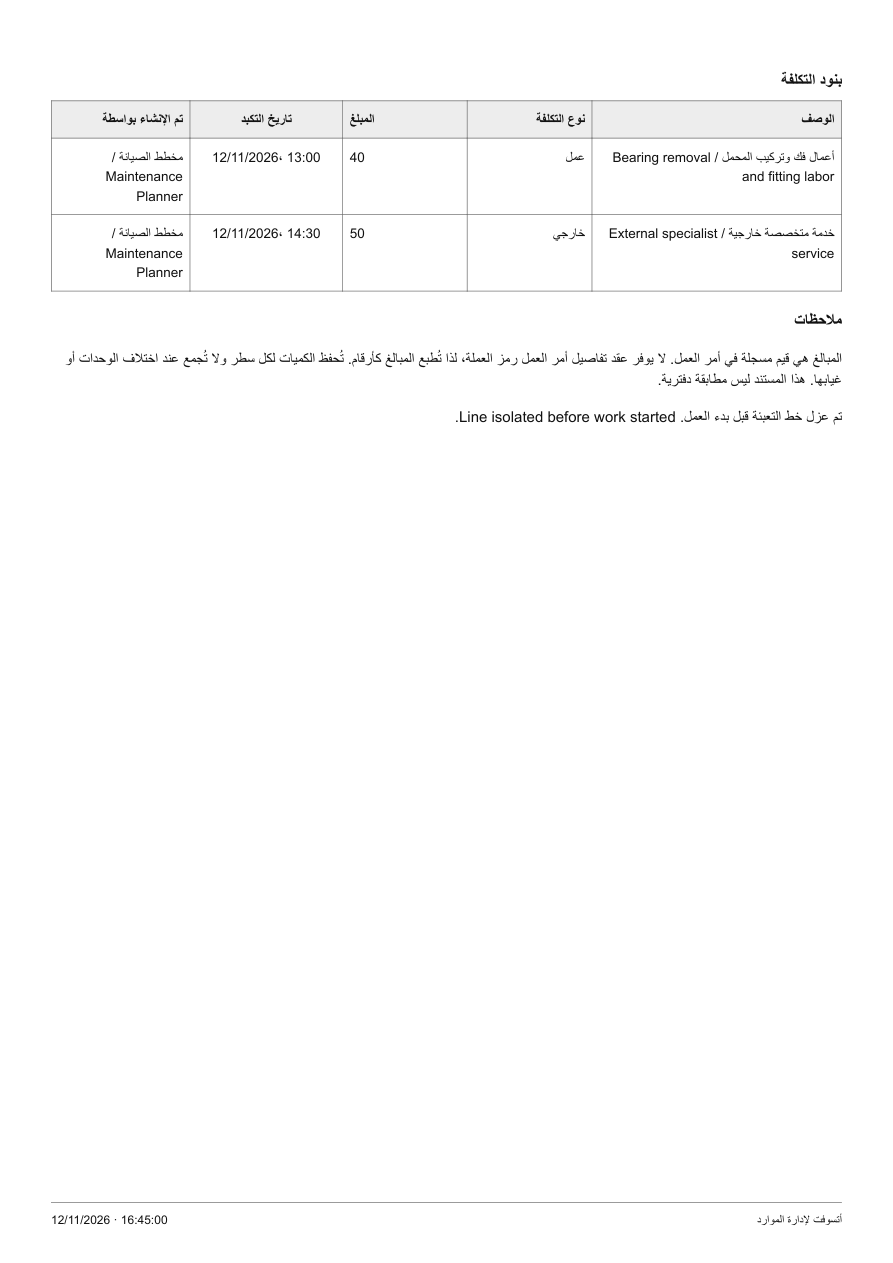 بنود التكلفة
الوصف نوع التكلفة المبلغ تاريخ التكبد تم الإنشاء بواسطة
أعمال فك وتركيب المحمل / Bearing removal عمل 40 12/11/2026، 13:00 مخطط الصيانة /
and fitting labor Maintenance
Planner
خدمة متخصصة خارجية / External specialist خارجي 50 12/11/2026، 14:30 مخطط الصيانة /
service Maintenance
Planner
ملاحظات
المبالغ هي قيم مسجلة في أمر العمل. لا يوفر عقد تفاصيل أمر العمل رمز العملة، لذا تُطبع المبالغ كأرقام. تُحفظ الكميات لكل سطر ولا تُجمع عند اختلاف الوحدات أو
غيابها. هذا المستند ليس مطابقة دفترية.
تم عزل خط التعبئة قبل بدء العمل. Line isolated before work started.
أتسوفت لإدارة الموارد 12/11/2026 · 16:45:00